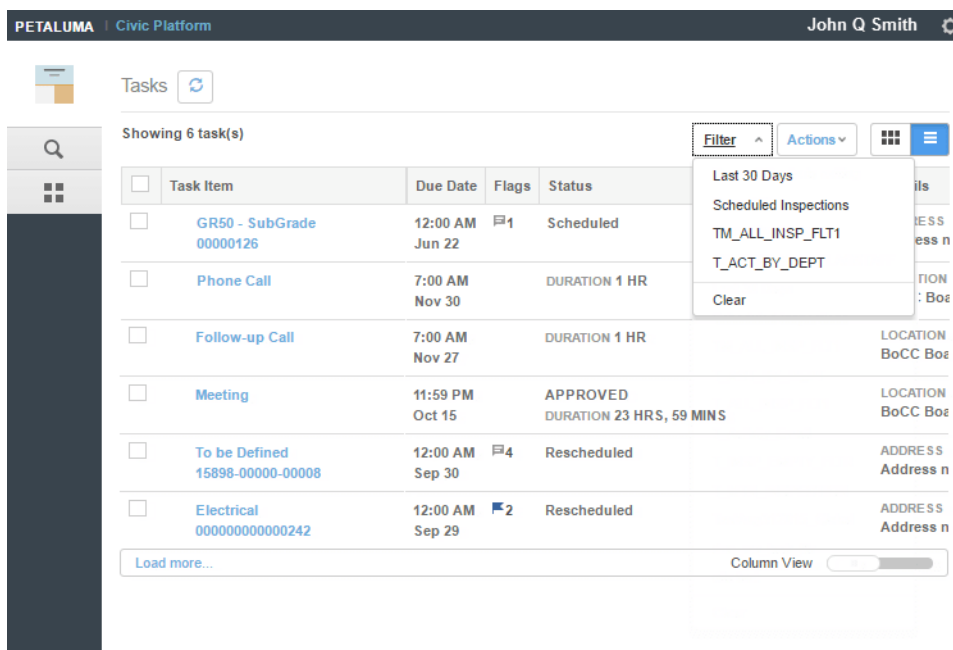 PETALUMA | Civic Platform John Q Smith
Tasks
Showing 6 task(s)
Filter Actions
Last 30 Days
Scheduled Inspections
TM_ALL_INSP_FLT1
T_ACT_BY_DEPT
Clear
Task Item Due Date Flags Status ils
GR50 - SubGrade 12:00 AM 1 Scheduled ESS
00000126 Jun 22 ess n
Phone Call 7:00 AM DURATION 1 HR TION
Nov 30 : Boa
Follow-up Call 7:00 AM DURATION 1 HR LOCATION
Nov 27 BoCC Boa
Meeting 11:59 PM APPROVED LOCATION
Oct 15 DURATION 23 HRS, 59 MINS BoCC Boa
To be Defined 12:00 AM 4 Rescheduled ADDRESS
15898-00000-00008 Sep 30 Address n
Electrical 12:00 AM 2 Rescheduled ADDRESS
000000000000242 Sep 29 Address n
Load more... Column View